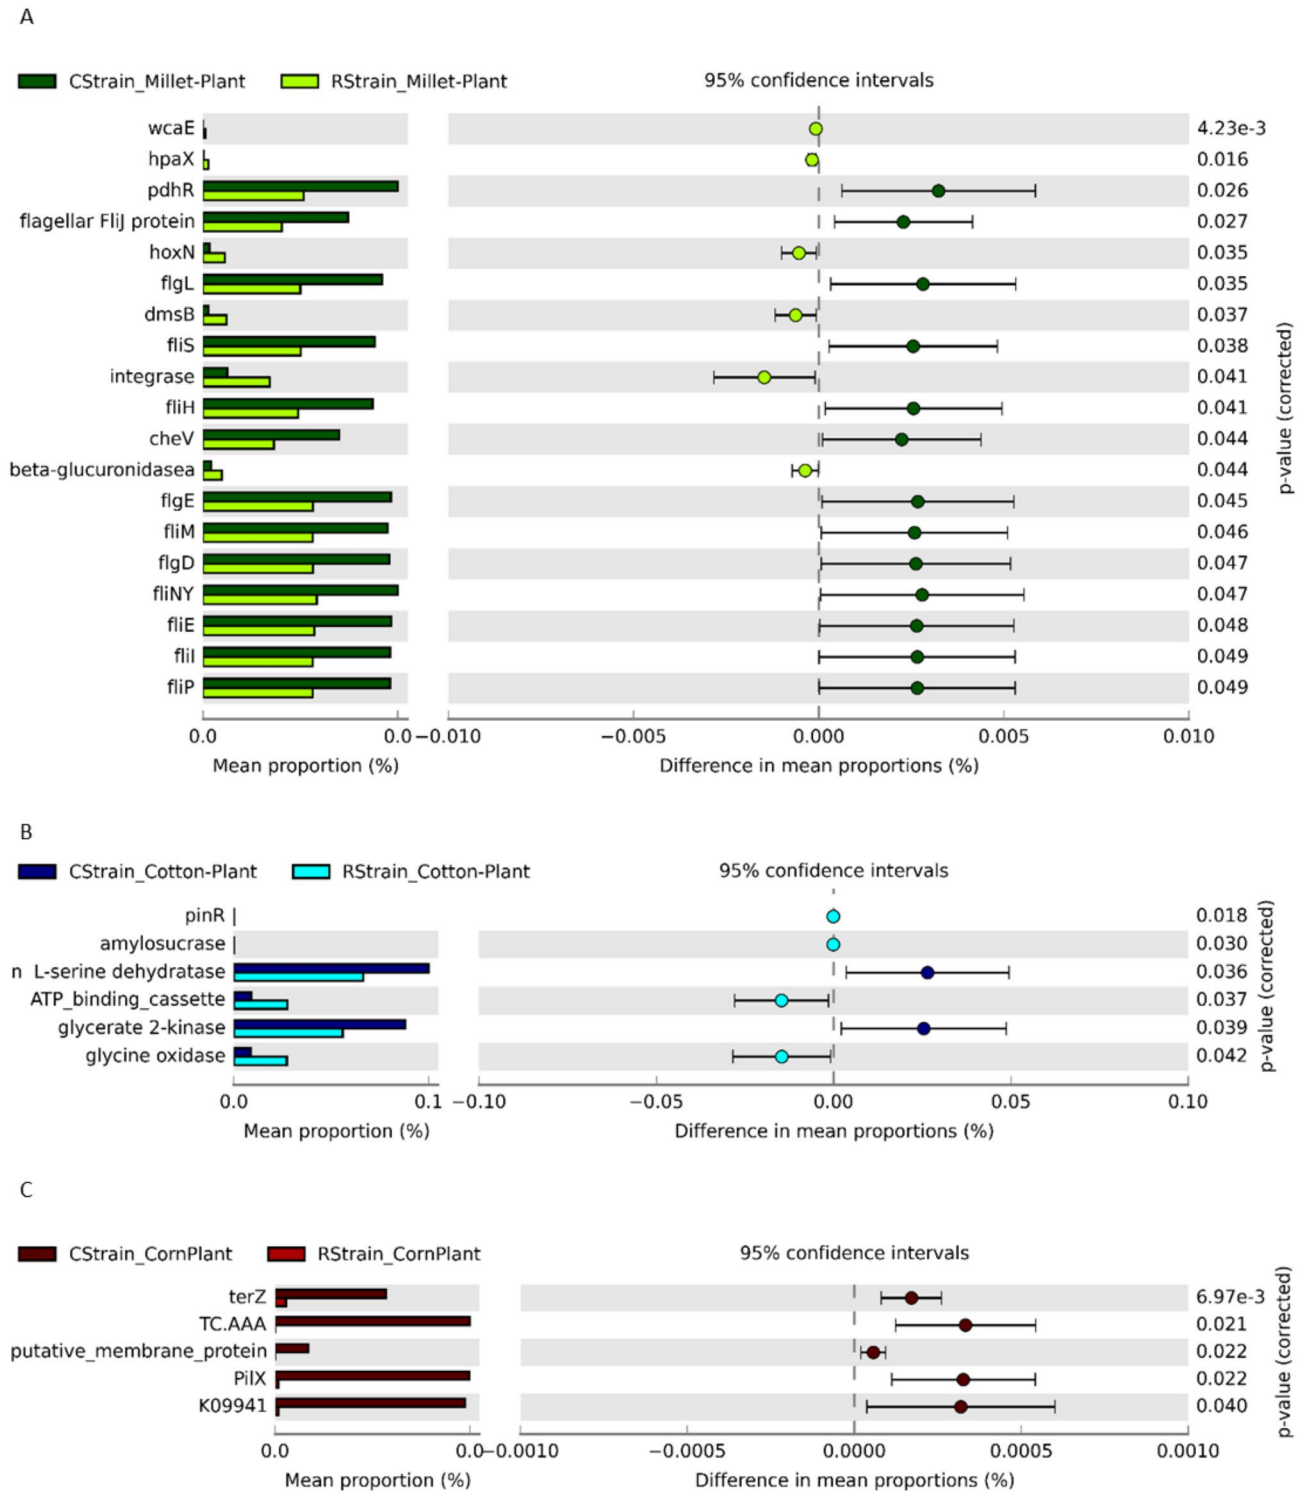 A
CStrain_Millet-Plant RStrain_Millet-Plant 95% confidence intervals
wcaE 4.23e-3
hpaX 0.016
pdhR 0.026
flagellar FliJ protein 0.027
hoxN 0.035
flgL 0.035
dmsB 0.037
fliS 0.038
integrase 0.041
fliH 0.041
cheV 0.044
beta-glucuronidasea 0.044
flgE 0.045
fliM 0.046
flgD 0.047
fliNY 0.047
fliE 0.048
fliI 0.049
fliP 0.049
p-value (corrected)
0.0 0.0 −0.010 −0.005 0.000 0.005 0.010
Mean proportion (%) Difference in mean proportions (%)
B
CStrain_Cotton-Plant RStrain_Cotton-Plant 95% confidence intervals
pinR 0.018
amylosucrase 0.030
n L-serine dehydratase 0.036
ATP_binding_cassette 0.037
glycerate 2-kinase 0.039
glycine oxidase 0.042
p-value (corrected)
0.0 0.1 −0.10 −0.05 0.00 0.05 0.10
Mean proportion (%) Difference in mean proportions (%)
C
CStrain_CornPlant RStrain_CornPlant 95% confidence intervals
terZ 6.97e-3
TC.AAA 0.021
putative_membrane_protein 0.022
PilX 0.022
K09941 0.040
p-value (corrected)
0.0 0.0 −0.0010 −0.0005 0.0000 0.0005 0.0010
Mean proportion (%) Difference in mean proportions (%)